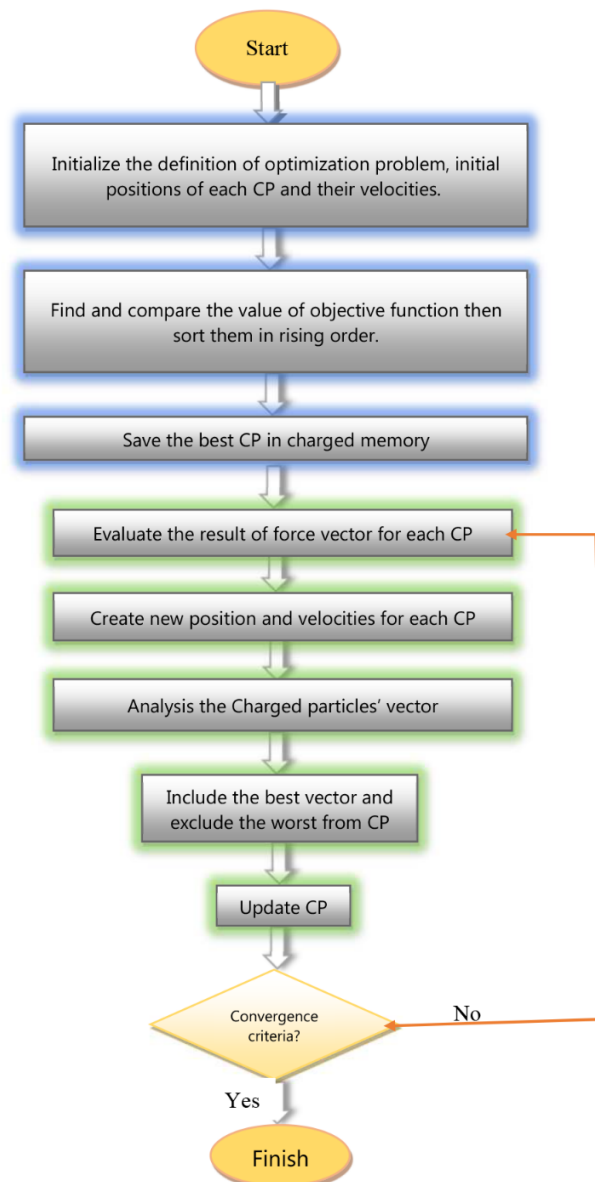 Start
Initialize the definition of optimization problem, initial
positions of each CP and their velocities.
Find and compare the value of objective function then
sort them in rising order.
Save the best CP in charged memory
Evaluate the result of force vector for each CP
Create new position and velocities for each CP
Analysis the Charged particles’ vector
Include the best vector and
exclude the worst from CP
Update CP
Convergence
criteria?
No
Yes
Finish